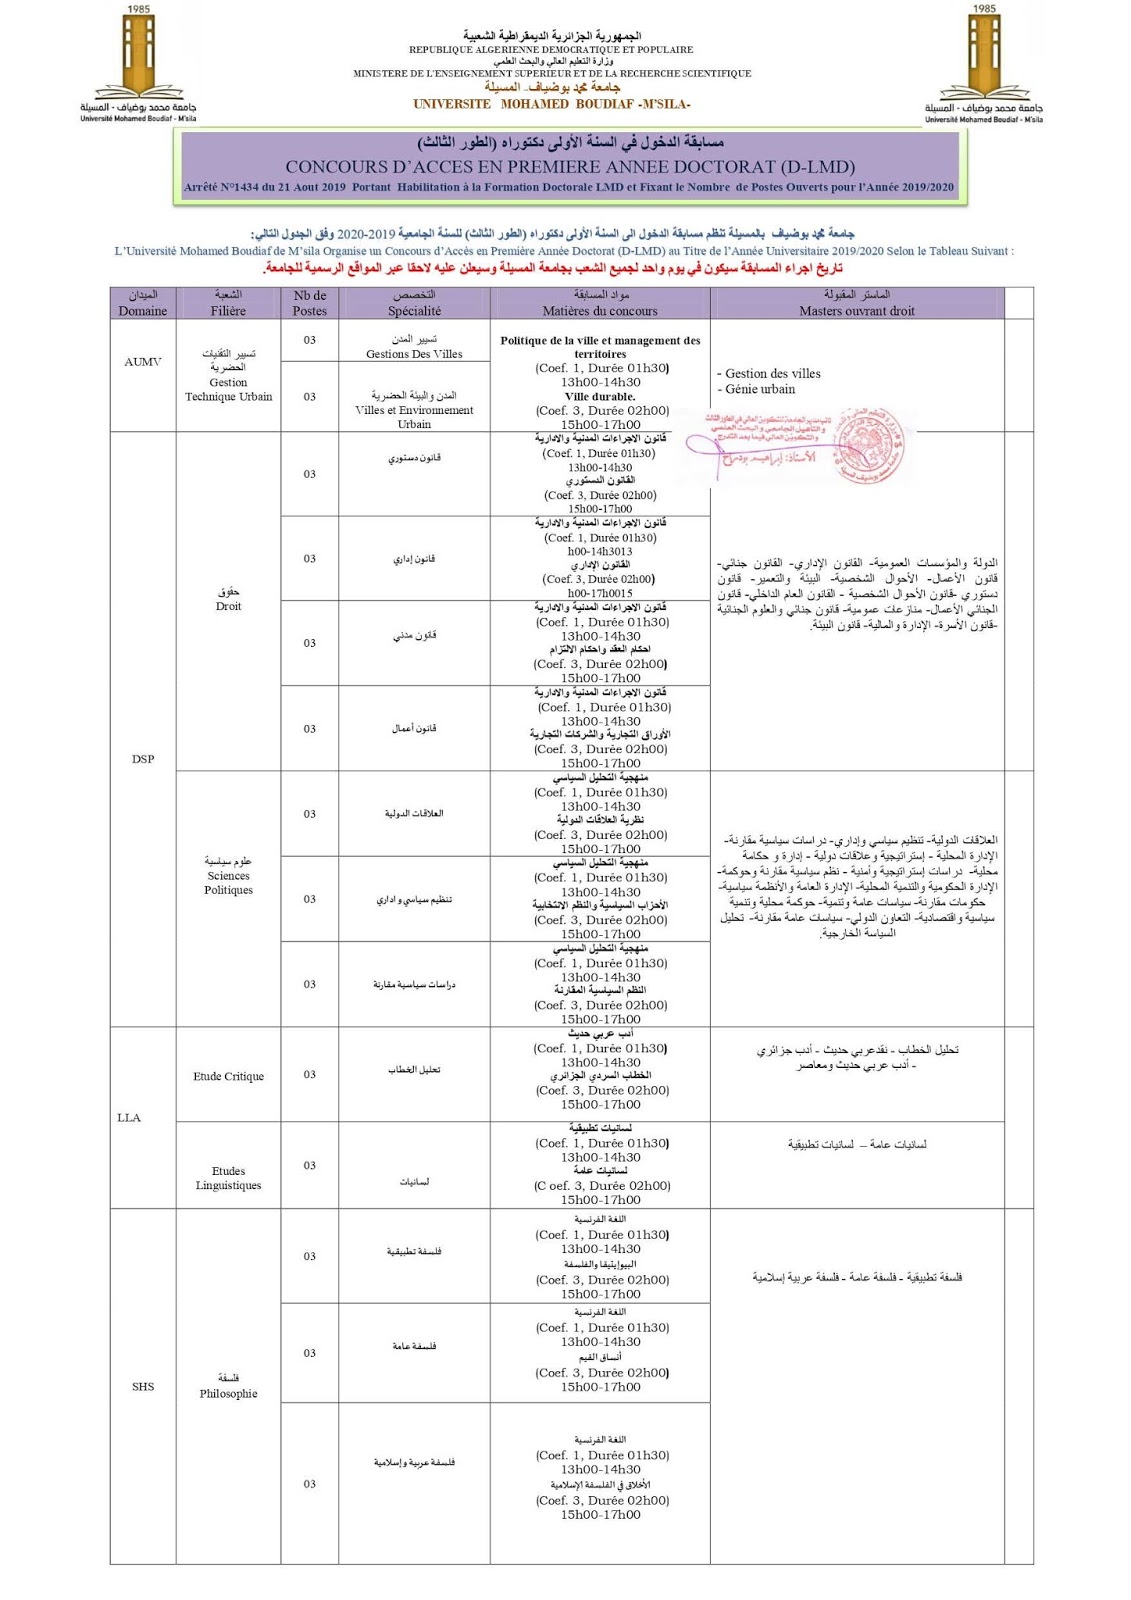 1985
جامعة محمد بوضياف - المسيلة
Université Mohamed Boudiaf - M'sila
1985
جامعة محمد بوضياف - المسيلة
Université Mohamed Boudiaf - M'sila
الجمهورية الجزائرية الديمقراطية الشعبية
REPUBLIQUE ALGERIENNE DEMOCRATIQUE ET POPULAIRE
وزارة التعليم العالي والبحث العلمي
MINISTERE DE L'ENSEIGNEMENT SUPERIEUR ET DE LA RECHERCHE SCIENTIFIQUE
جامعة محمد بوضياف- المسيلة
UNIVERSITE MOHAMED BOUDIAF -M'SILA-
مسابقة الدخول في السنة الأولى دكتوراه (الطور الثالث)
CONCOURS D'ACCES EN PREMIERE ANNEE DOCTORAT (D-LMD)
Arrêté N°1434 du 21 Aout 2019 Portant Habilitation à la Formation Doctorale LMD et Fixant le Nombre de Postes Ouverts pour l'Année 2019/2020
جامعة محمد بوضياف بالمسيلة تنظم مسابقة الدخول الى السنة الأولى دكتوراه (الطور الثالث) للسنة الجامعية 2019-2020 وفق الجدول التالي:
L'Université Mohamed Boudiaf de M'sila Organise un Concours d'Accès en Première Année Doctorat (D-LMD) au Titre de l'Année Universitaire 2019/2020 Selon le Tableau Suivant :
تاريخ اجراء المسابقة سيكون في يوم واحد لجميع الشعب بجامعة المسيلة وسيعلن عليه لاحقا عبر المواقع الرسمية للجامعة.
الميدان
Domaine
الشعبة
Filière
Nb de
Postes
التخصص
Spécialité
مواد المسابقة
Matières du concours
الماستر المقبولة
Masters ouvrant droit
AUMV
تسيير التقنيات
الحضرية
Gestion
Technique Urbain
03
تسيير المدن
Gestions Des Villes
03
المدن والبيئة الحضرية
Villes et Environnement
Urbain
Politique de la ville et management des
territoires
(Coef. 1, Durée 01h30)
13h00-14h30
Ville durable.
(Coef. 3, Durée 02h00)
15h00-17h00
- Gestion des villes
- Génie urbain
نائب مدير الجامعة للتكوين العالي في الطور الثالث
والتأهيل الجامعي و البحث العلمي
والتكوين العالي فيما بعد التدرج
الأستاذ: إبراهيم بودراح
DSP
حقوق
Droit
03
قانون دستوري
قانون الاجراءات المدنية والادارية
(Coef. 1, Durée 01h30)
13h00-14h30
القانون الدستوري
(Coef. 3, Durée 02h00)
15h00-17h00
03
قانون إداري
قانون الاجراءات المدنية والادارية
(Coef. 1, Durée 01h30)
h00-14h3013
القانون الإداري
(Coef. 3, Durée 02h00)
h00-17h0015
03
قانون مدني
قانون الاجراءات المدنية والادارية
(Coef. 1, Durée 01h30)
13h00-14h30
احكام العقد واحكام الالتزام
(Coef. 3, Durée 02h00)
15h00-17h00
03
قانون أعمال
قانون الاجراءات المدنية والادارية
(Coef. 1, Durée 01h30)
13h00-14h30
الأوراق التجارية والشركات التجارية
(Coef. 3, Durée 02h00)
15h00-17h00
الدولة والمؤسسات العمومية- القانون الإداري- القانون جنائي-
قانون الأعمال- الأحوال الشخصية- البيئة والتعمير- قانون
دستوري -قانون الأحوال الشخصية - القانون العام الداخلي- قانون
الجنائي الأعمال- منازعات عمومية- قانون جنائي والعلوم الجنائية
-قانون الأسرة- الإدارة والمالية- قانون البيئة.
علوم سياسية
Sciences
Politiques
03
العلاقات الدولية
منهجية التحليل السياسي
(Coef. 1, Durée 01h30)
13h00-14h30
نظرية العلاقات الدولية
(Coef. 3, Durée 02h00)
15h00-17h00
03
تنظيم سياسي و اداري
منهجية التحليل السياسي
(Coef. 1, Durée 01h30)
13h00-14h30
الأحزاب السياسية والنظم الانتخابية
(Coef. 3, Durée 02h00)
15h00-17h00
03
دراسات سياسية مقارنة
منهجية التحليل السياسي
(Coef. 1, Durée 01h30)
13h00-14h30
النظم السياسية المقارنة
(Coef. 3, Durée 02h00)
15h00-17h00
العلاقات الدولية- تنظيم سياسي وإداري- دراسات سياسية مقارنة-
الإدارة المحلية - إستراتيجية وعلاقات دولية - إدارة و حكامة
محلية- دراسات إستراتيجية وأمنية - نظم سياسية مقارنة وحوكمة-
الإدارة الحكومية والتنمية المحلية- الإدارة العامة والأنظمة سياسية-
حكومات مقارنة- سياسات عامة وتنمية- حوكمة محلية وتنمية
سياسية واقتصادية- التعاون الدولي- سياسات عامة مقارنة- تحليل
السياسة الخارجية.
LLA
Etude Critique
03
تحليل الخطاب
أدب عربي حديث
(Coef. 1, Durée 01h30)
13h00-14h30
الخطاب السردي الجزائري
(Coef. 3, Durée 02h00)
15h00-17h00
تحليل الخطاب - نقدعربي حديث - أدب جزائري
- أدب عربي حديث ومعاصر
Etudes
Linguistiques
03
لسانيات
لسانيات تطبيقية
(Coef. 1, Durée 01h30)
13h00-14h30
لسانيات عامة
(C oef. 3, Durée 02h00)
15h00-17h00
لسانيات عامة – لسانيات تطبيقية
SHS
فلسفة
Philosophie
03
فلسفة تطبيقية
اللغة الفرنسية
(Coef. 1, Durée 01h30)
13h00-14h30
البيوإيتيقا والفلسفة
(Coef. 3, Durée 02h00)
15h00-17h00
03
فلسفة عامة
اللغة الفرنسية
(Coef. 1, Durée 01h30)
13h00-14h30
أنساق القيم
(Coef. 3, Durée 02h00)
15h00-17h00
03
فلسفة عربية وإسلامية
اللغة الفرنسية
(Coef. 1, Durée 01h30)
13h00-14h30
الأخلاق في الفلسفة الإسلامية
(Coef. 3, Durée 02h00)
15h00-17h00
فلسفة تطبيقية - فلسفة عامة - فلسفة عربية إسلامية